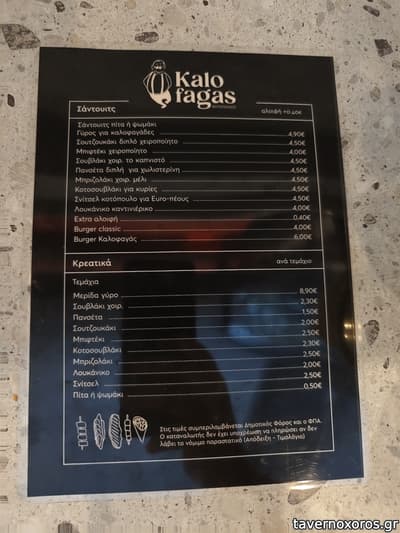 Kalo
fagas
Σάντουιτς αλοιφή +0.40€
Σάντουιτς πίτα ή ψωμάκι
Γύρος για καλοφαγάδες 4,90€
Σουτζουκάκι διπλό χειροποίητο 4,50€
Μπιφτέκι χειροποίητο 4,00€
Σουβλάκι χοιρ. το καπνιστό 4,50€
Πανσέτα διπλή για χωλιστερίνη 4,50€
Μπριζολάκι χοιρ. μέλι 4,50€
Κοτοσουβλάκι για κυρίες 4,50€
Σνίτσελ κοτόπουλο για Euro-πέους 4,50€
Λουκάνικο καντινιέρικο 4,00€
Extra αλοιφή 0,40€
Burger classic 4,00€
Burger Καλοφαγός 6,00€
Κρεατικά ανά τεμάχιο
Τεμάχια
Μερίδα γύρο 8,90€
Σουβλάκι χοιρ. 2,30€
Πανσέτα 1,50€
Σουτζουκάκι 2,00€
Μπιφτέκι 2,50€
Κοτοσουβλάκι 2,30€
Μπριζολάκι 2,50€
Λουκάνικο 2,00€
Σνίτσελ 2,50€
Πίτα ή ψωμάκι 0,50€
Στις τιμές συμπεριλαμβάνεται Δημοτικός Φόρος και ο ΦΠΑ.
Ο καταναλωτής δεν έχει υποχρέωση να πληρώσει αν δεν
λάβει το νόμιμο παραστατικό (Απόδειξη - Τιμολόγιο)
tavernoxoros.gr